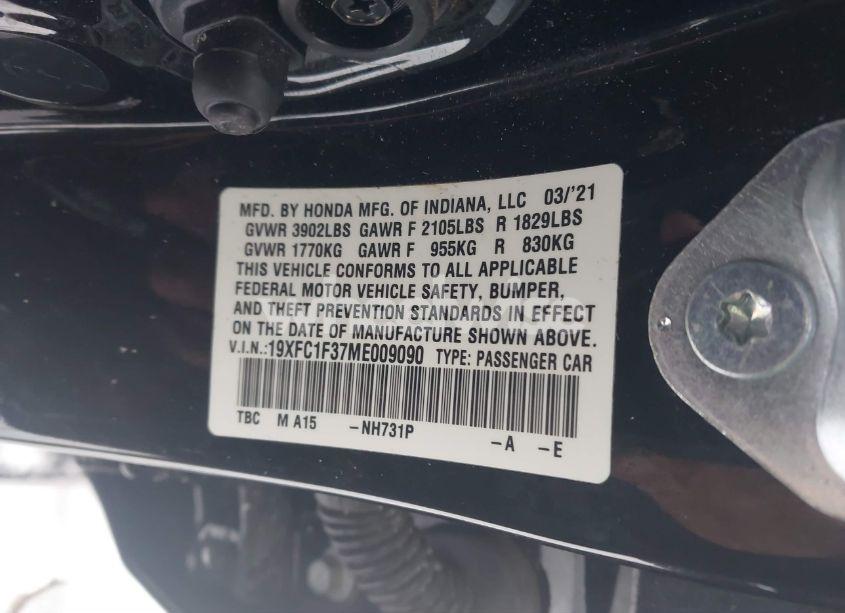 MFD. BY HONDA MFG. OF INDIANA, LLC 03/'21
GVWR 3902LBS GAWR F 2105LBS R 1829LBS
GVWR 1770KG GAWR F 955KG R 830KG
THIS VEHICLE CONFORMS TO ALL APPLICABLE
FEDERAL MOTOR VEHICLE SAFETY, BUMPER,
AND THEFT PREVENTION STANDARDS IN EFFECT
ON THE DATE OF MANUFACTURE SHOWN ABOVE.
V.I.N.:19XFC1F37ME009090 TYPE: PASSENGER CAR
TBC M A15 -NH731P -A -E